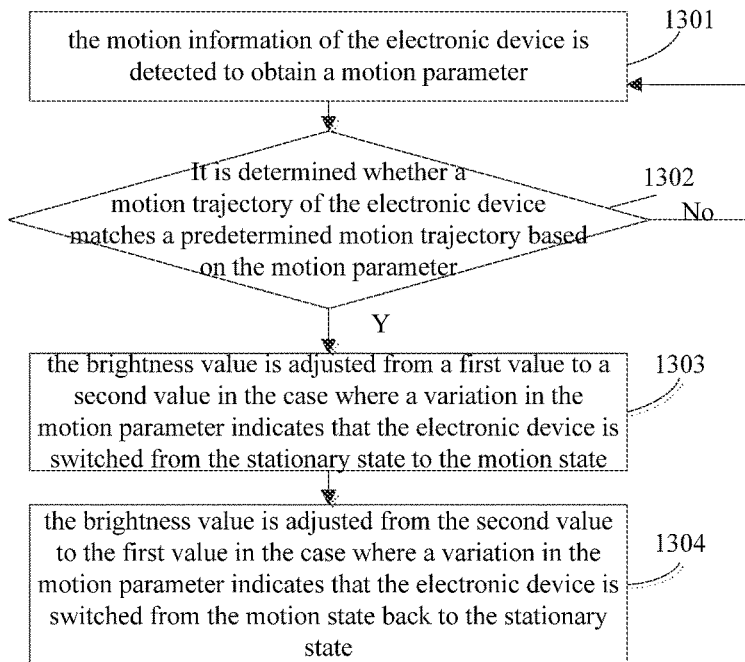 1301
the motion information of the electronic device is
detected to obtain a motion parameter
It is determined whether a
motion trajectory of the electronic device
matches a predetermined motion trajectory based
on the motion parameter
1302
No
Y
the brightness value is adjusted from a first value to a
second value in the case where a variation in the
motion parameter indicates that the electronic device is
switched from the stationary state to the motion state
1303
the brightness value is adjusted from the second value
to the first value in the case where a variation in the
motion parameter indicates that the electronic device is
switched from the motion state back to the stationary
state
1304